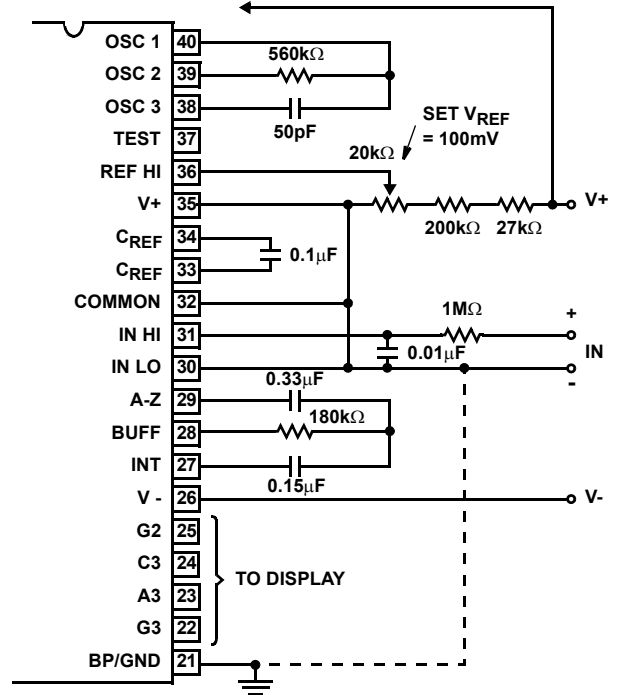 OSC 1 40
560kΩ
OSC 2 39
OSC 3 38
50pF
SET VREF
= 100mV
TEST 37
20kΩ
REF HI 36
V+ 35
V+
200kΩ 27kΩ
CREF 34
0.1µF
CREF 33
COMMON 32
1MΩ
+
IN HI 31
IN
0.01µF
IN LO 30
-
0.33µF
A-Z 29
180kΩ
BUFF 28
INT 27
0.15µF
V - 26
V-
G2 25
C3 24
TO DISPLAY
A3 23
G3 22
BP/GND 21